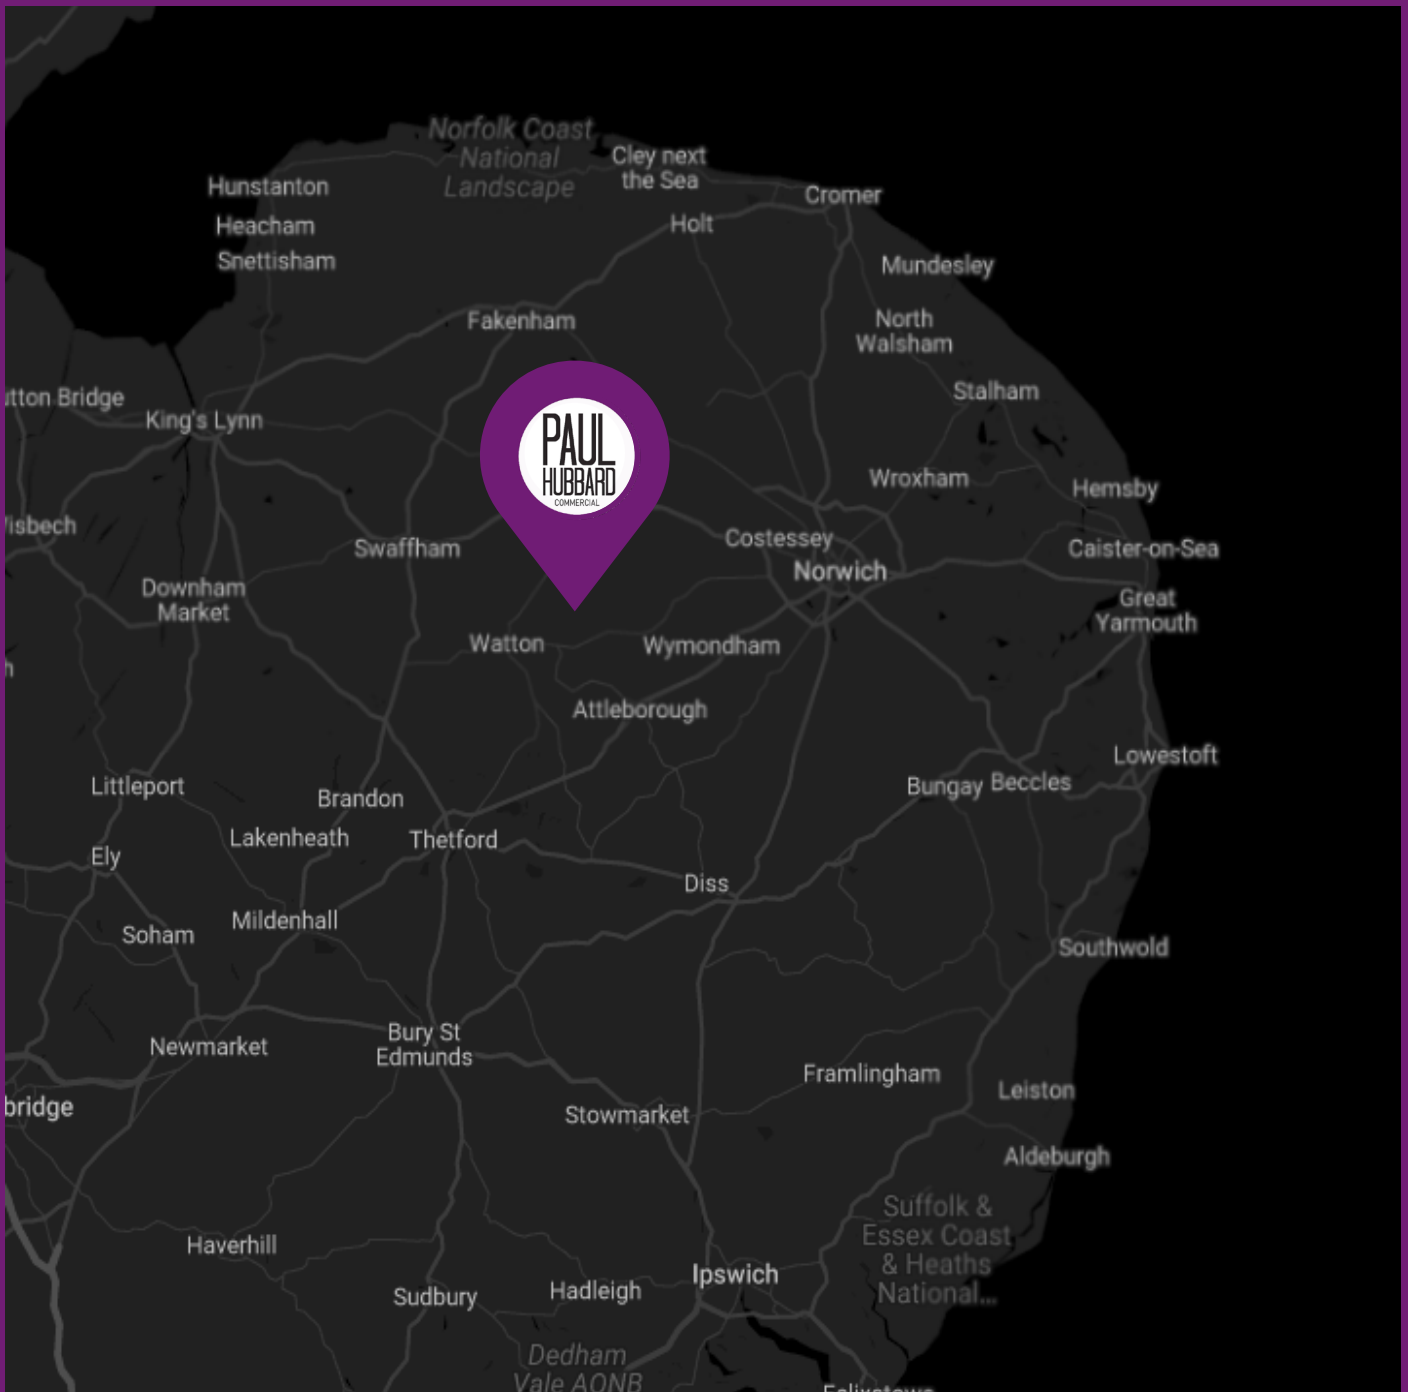 Norfolk Coast
National
Landscape
Cley next
the Sea
Hunstanton
Cromer
Heacham
Holt
Snettisham
Mundesley
Fakenham
North
Walsham
utton Bridge
Stalham
King's Lynn
PAUL
HUBBARD
COMMERCIAL
Wroxham
Hemsby
isbech
Costessey
Swaffham
Caister-on-Sea
Norwich
Downham
Market
Great
Yarmouth
Watton
Wymondham
h
Attleborough
Lowestoft
Littleport
Brandon
Bungay
Beccles
Lakenheath
Thetford
Ely
Diss
Mildenhall
Soham
Southwold
Newmarket
Bury St
Edmunds
Framlingham
Leiston
bridge
Stowmarket
Aldeburgh
Suffolk &
Essex Coast
& Heaths
National...
Haverhill
Ipswich
Hadleigh
Sudbury
Dedham
Vale AONB